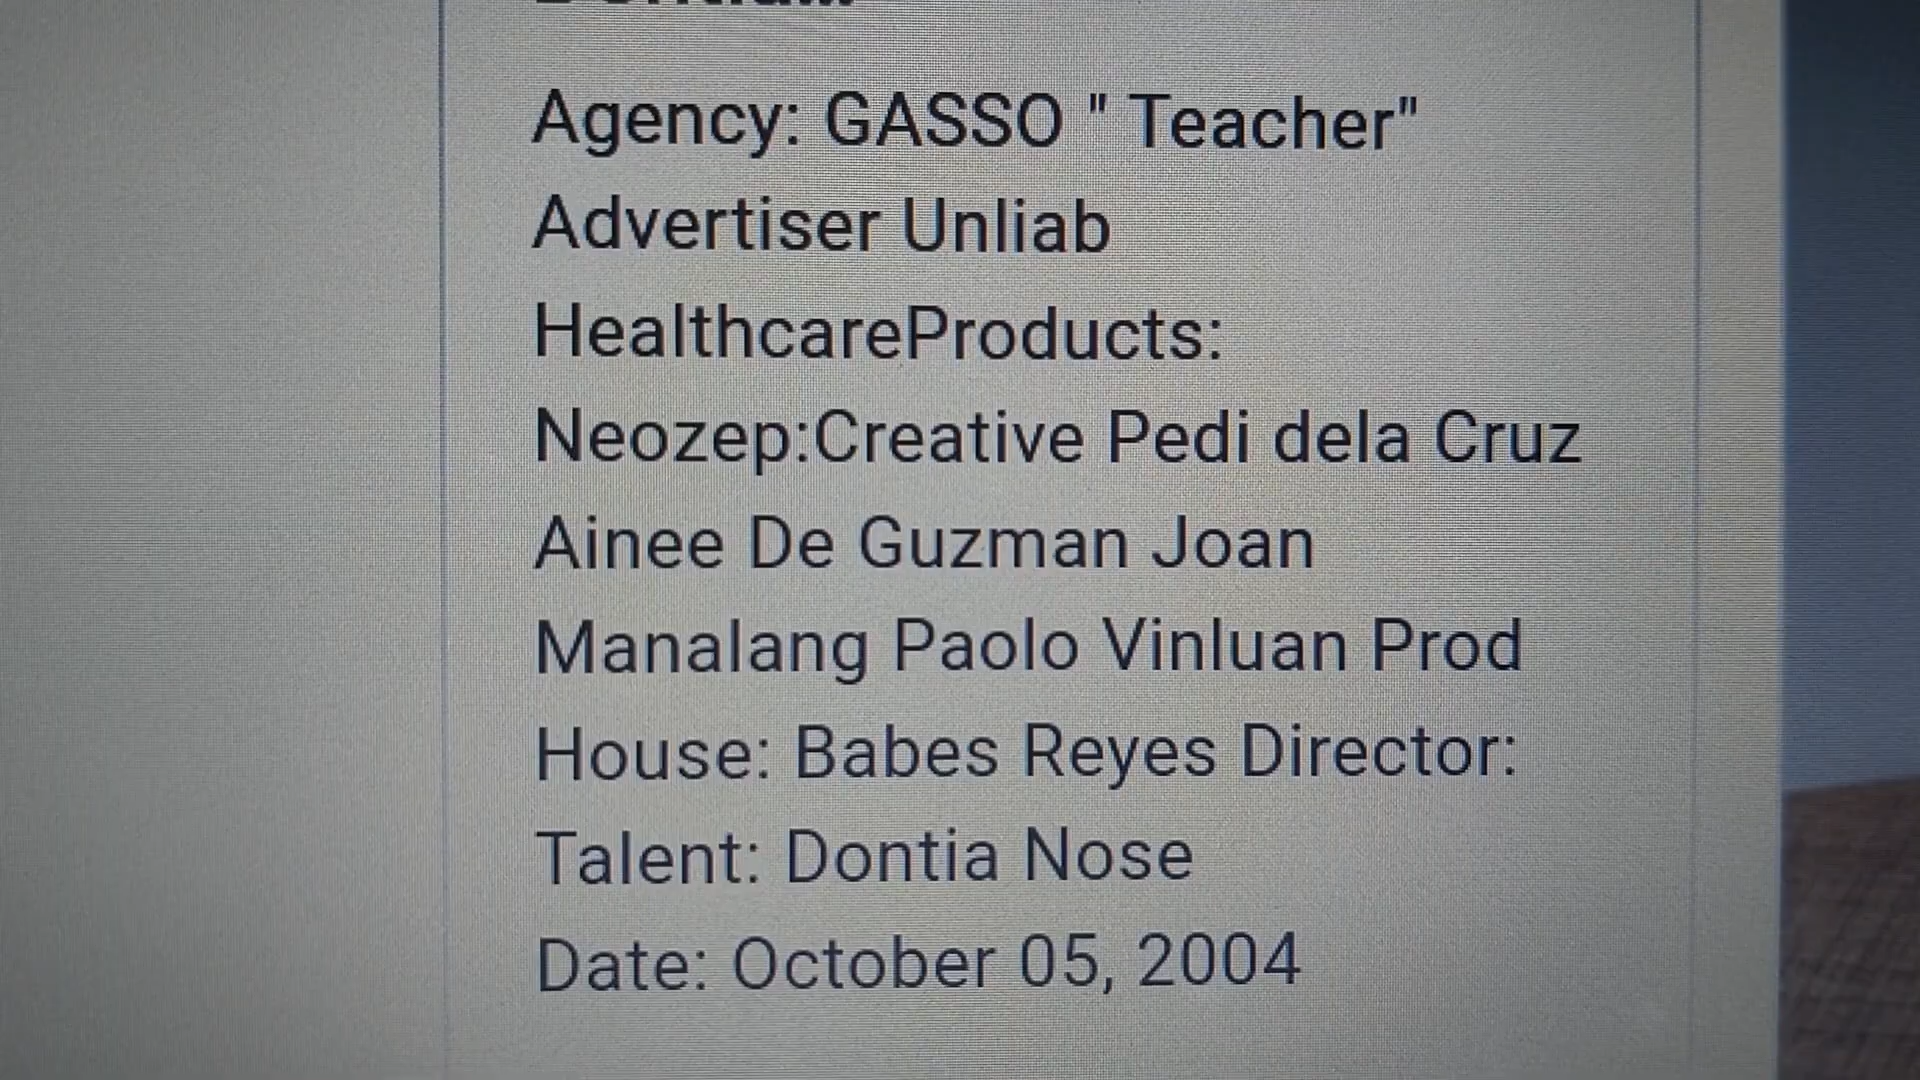 Agency: GASSO " Teacher"
Advertiser Unliab
HealthcareProducts:
Neozep:Creative Pedi dela Cruz
Ainee De Guzman Joan
Manalang Paolo Vinluan Prod
House: Babes Reyes Director:
Talent: Dontia Nose
Date: October 05, 2004